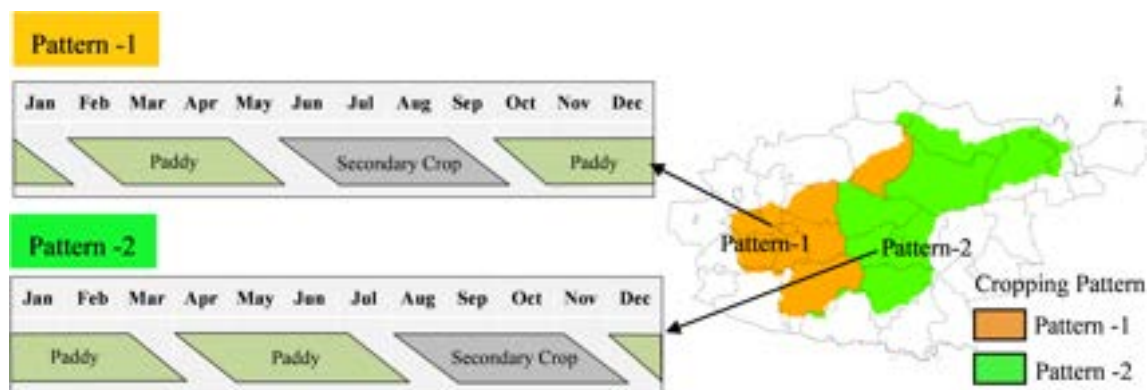 Pattern -1
Jan Feb Mar Apr May Jun Jul Aug Sep Oct Nov Dec
Paddy Secondary Crop Paddy
Pattern -2
Jan Feb Mar Apr May Jun Jul Aug Sep Oct Nov Dec
Paddy Paddy Secondary Crop
Pattern-1
Pattern-2
Cropping Pattern
Pattern -1
Pattern -2